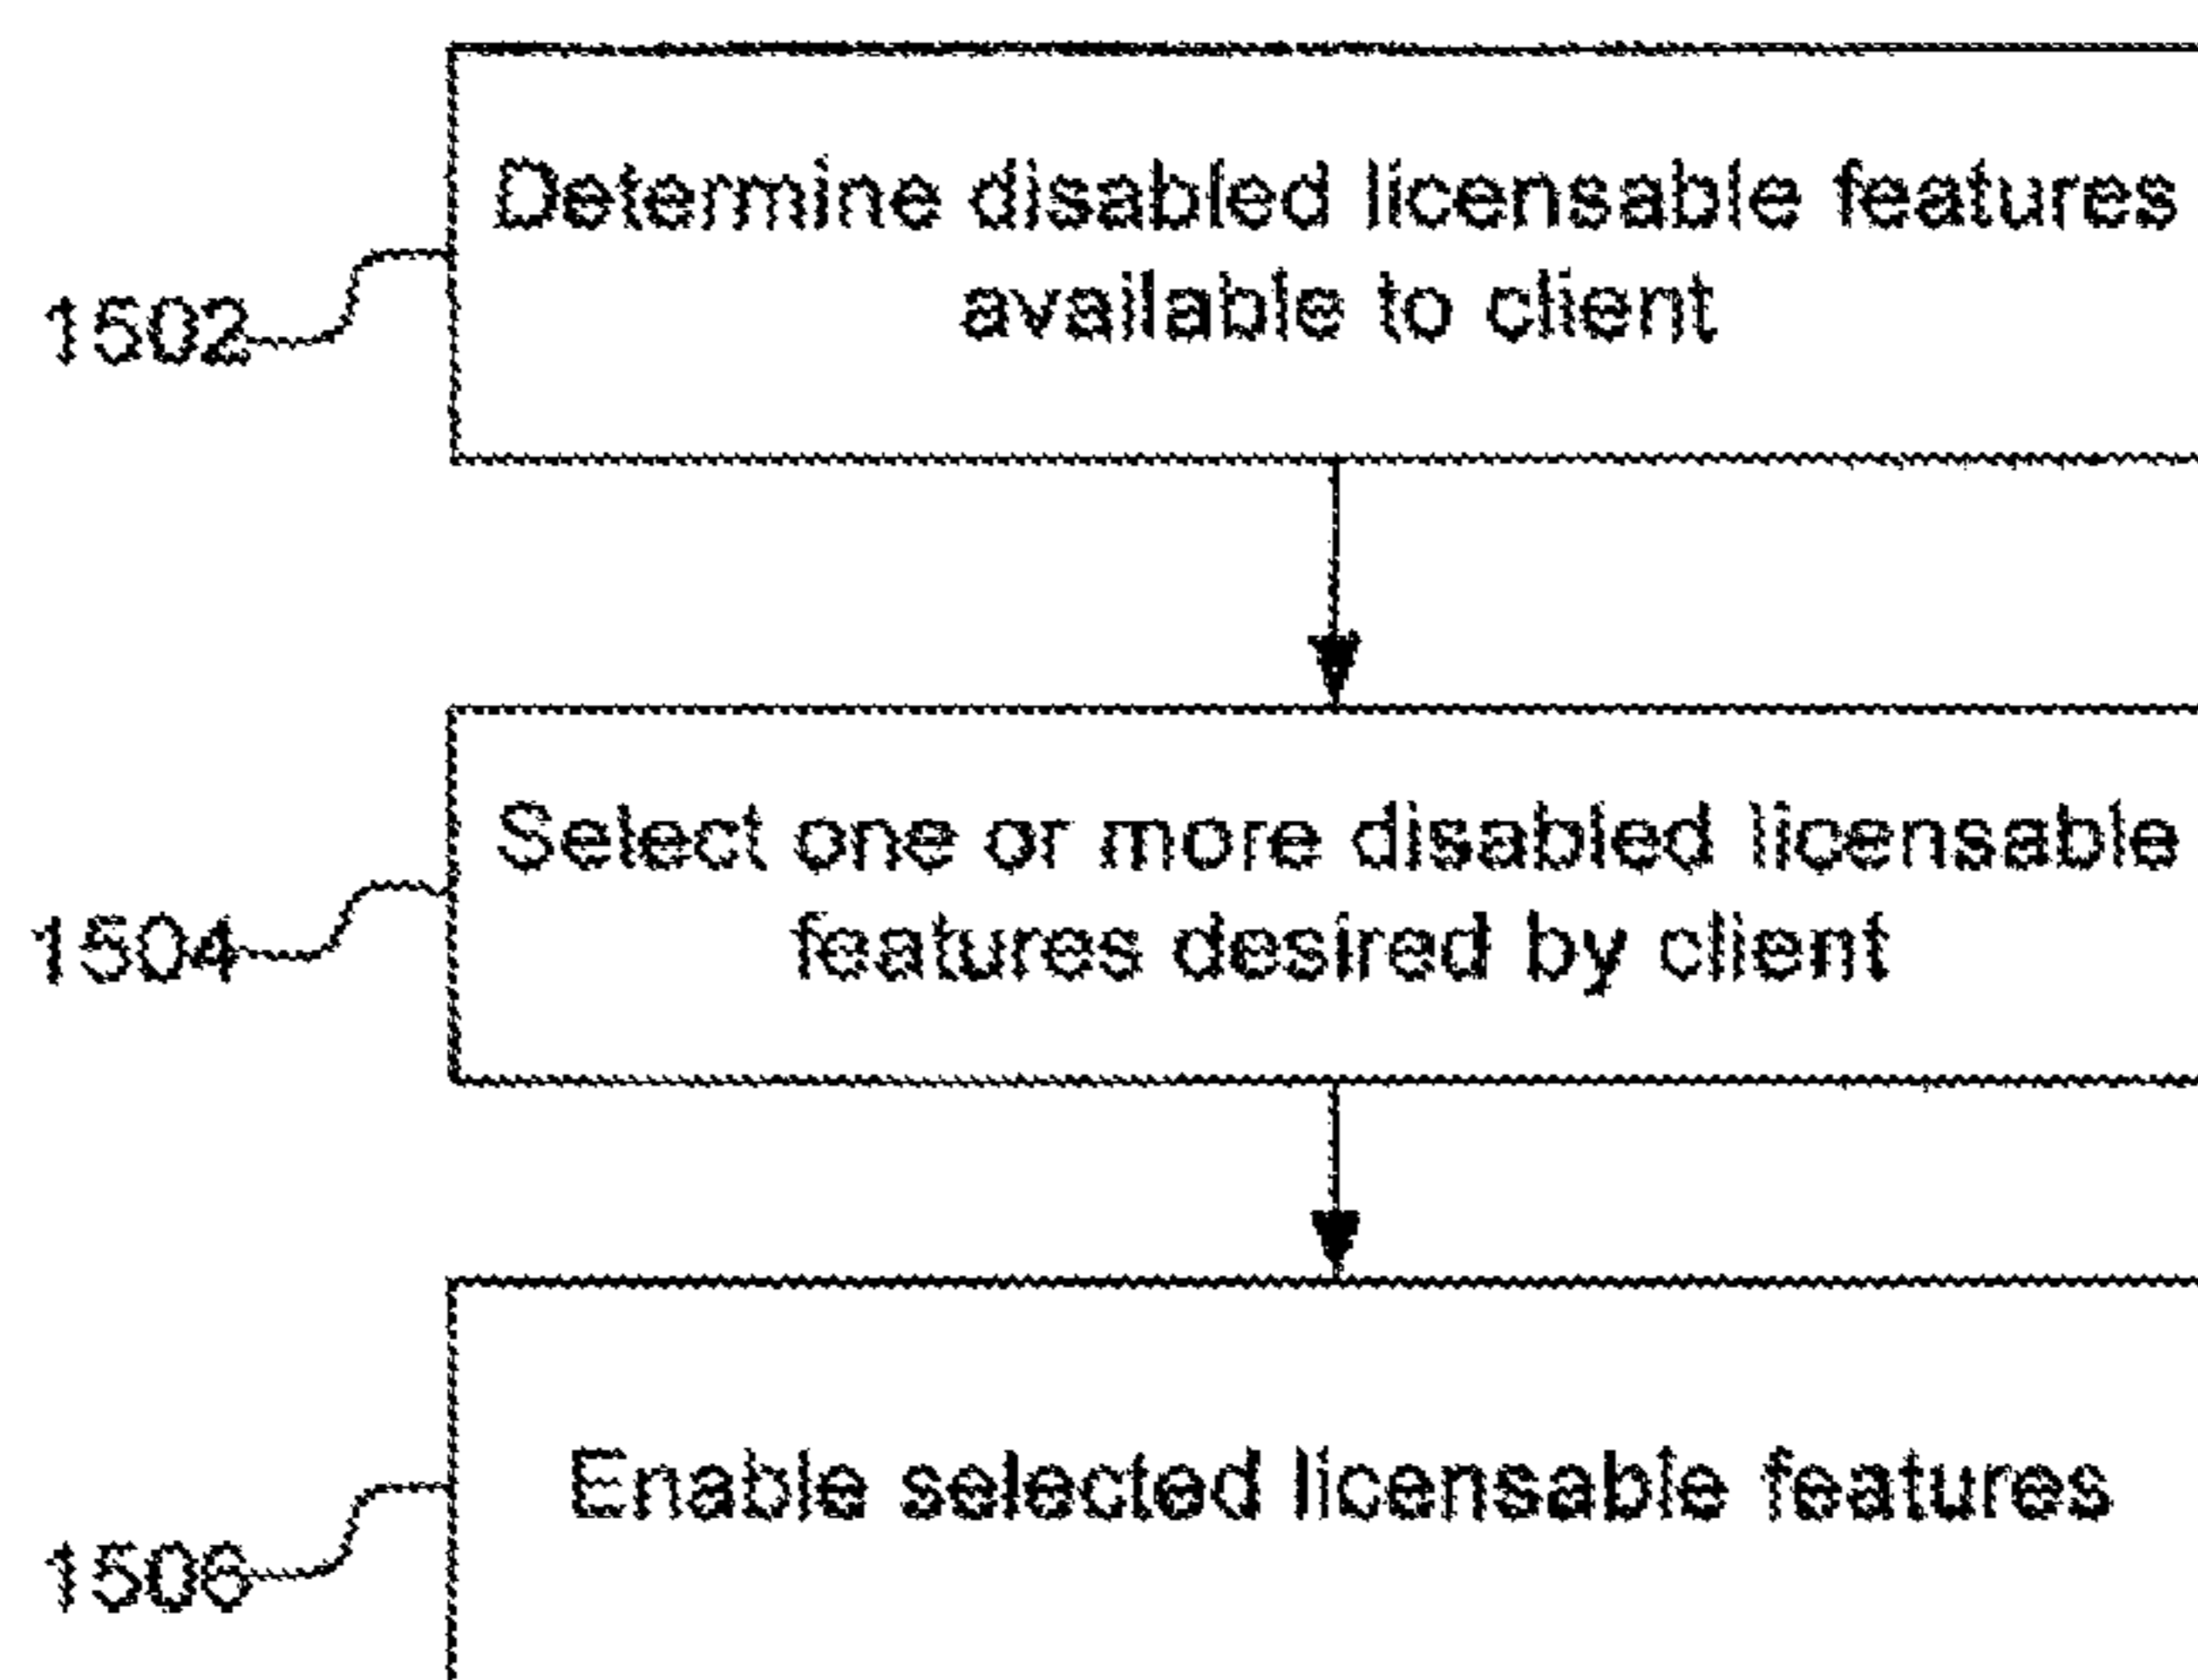 Determine disabled licensable features
available to client
1502
Select one or more disabled licensable
features desired by client
1504
Enable selected licensable features
1506